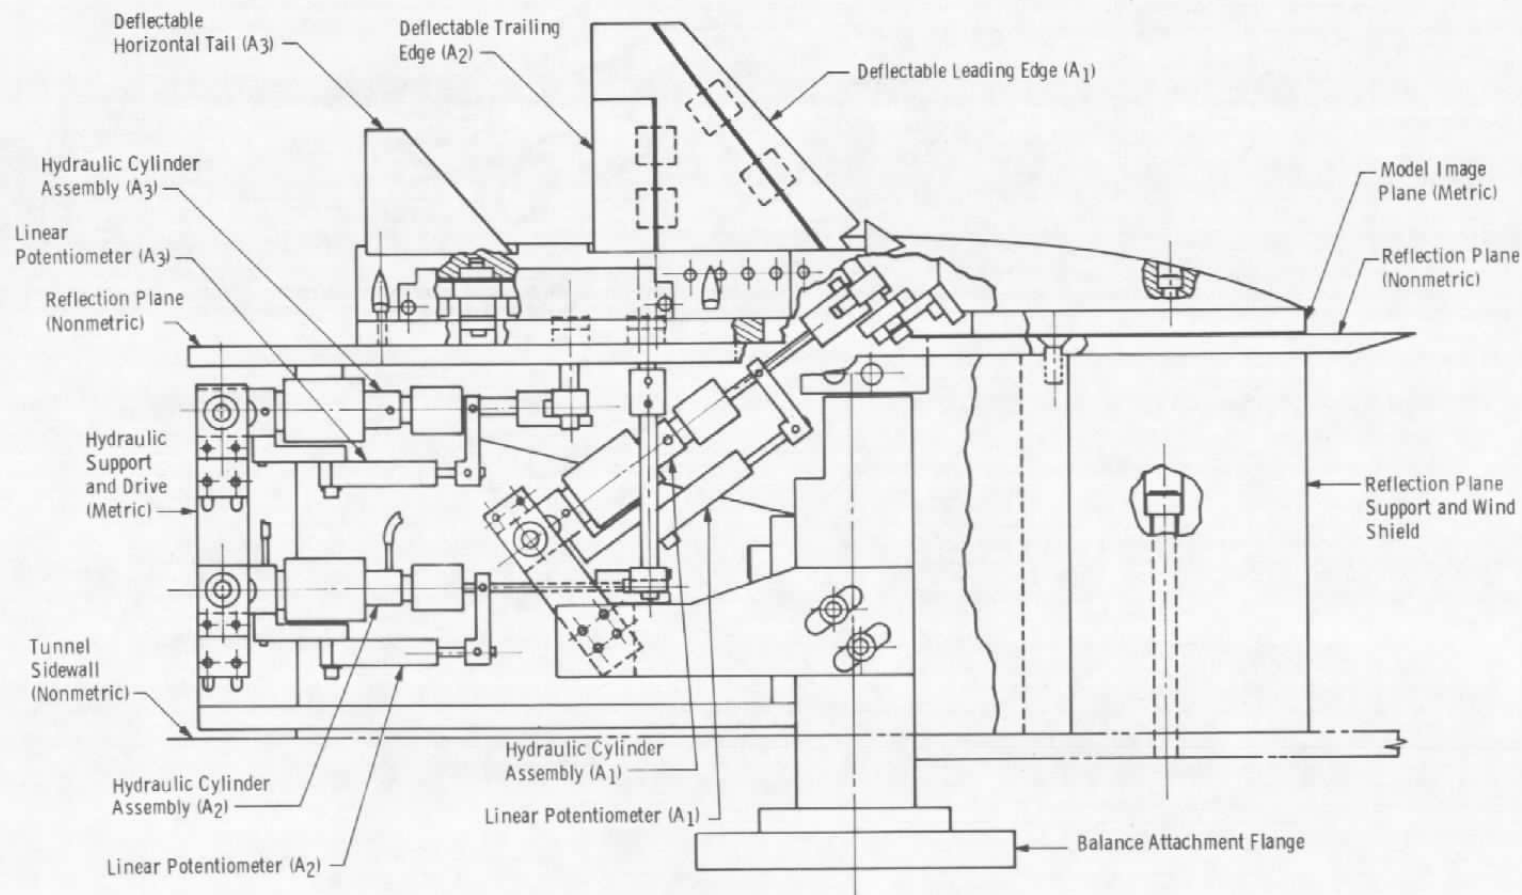 Deflectable
Horizontal Tail (A3)
Deflectable Trailing
Edge (A2)
Deflectable Leading Edge (A1)
Hydraulic Cylinder
Assembly (A3)
Model Image
Plane (Metric)
Linear
Potentiometer (A3)
Reflection Plane
(Nonmetric)
Reflection Plane
(Nonmetric)
Hydraulic
Support
and Drive
(Metric)
Reflection Plane
Support and Wind
Shield
Tunnel
Sidewall
(Nonmetric)
Hydraulic Cylinder
Assembly (A1)
Hydraulic Cylinder
Assembly (A2)
Linear Potentiometer (A1)
Balance Attachment Flange
Linear Potentiometer (A2)